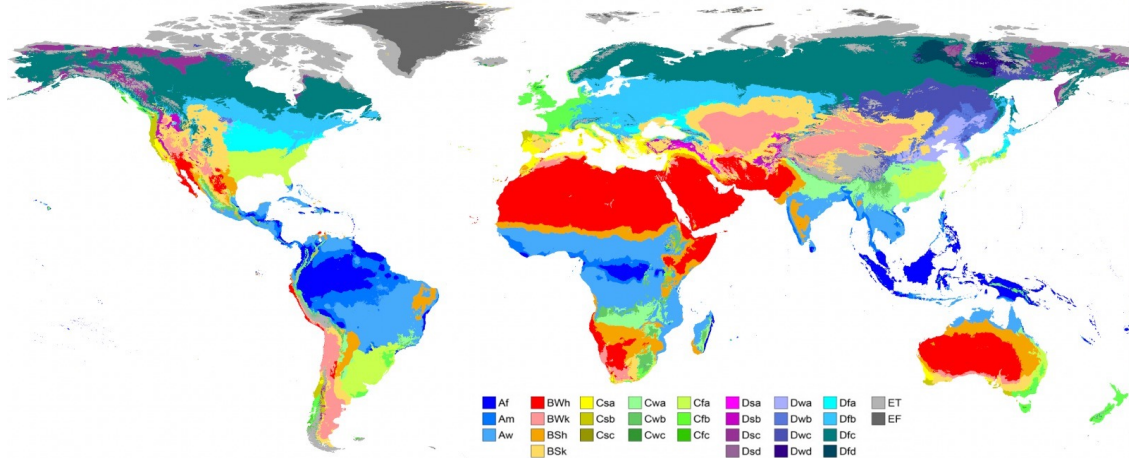 Af BWh Csa Cwa Cfa Dsa Dwa Dfa ET
Am BWk Csb Cwb Cfb Dsb Dwb Dfb EF
Aw BSh Csc Cwc Cfc Dsc Dwc Dfc
BSk Dsd Dwd Dfd